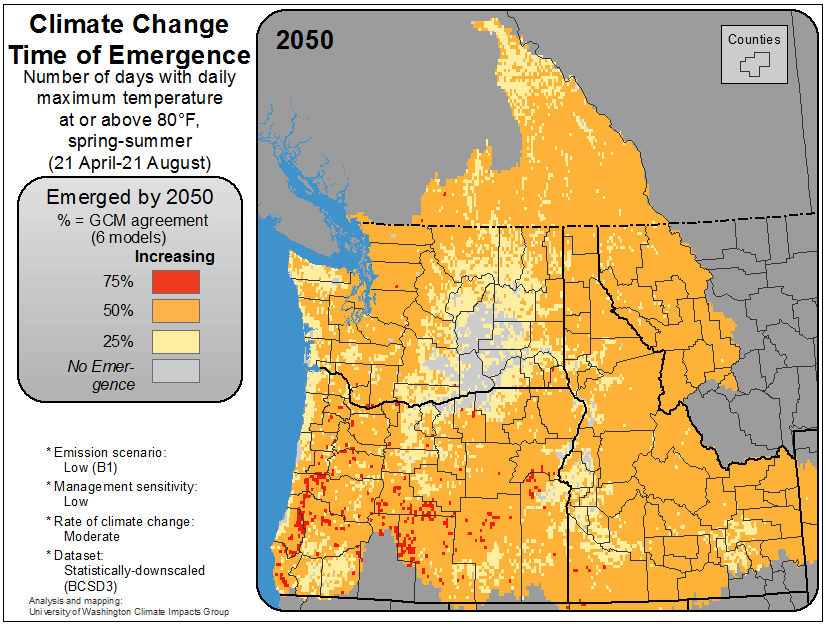 Climate Change
Time of Emergence
Number of days with daily
maximum temperature
at or above 80°F,
spring-summer
(21 April-21 August)
Emerged by 2050
% = GCM agreement
(6 models)
Increasing
75%
50%
25%
No Emer-
gence
* Emission scenario:
Low (B1)
* Management sensitivity:
Low
* Rate of climate change:
Moderate
* Dataset:
Statistically-downscaled
(BCSD3)
Analysis and mapping:
University of Washington Climate Impacts Group
2050
Counties